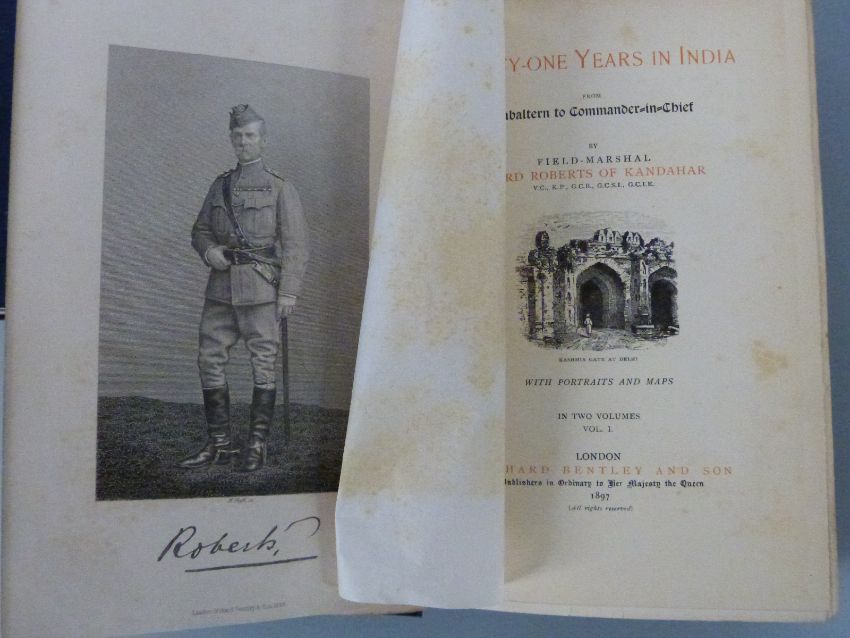 Roberts,
TY-ONE YEARS IN INDIA
FROM
baltern to Commander-in-Chief
BY
FIELD-MARSHAL
RD ROBERTS OF KANDAHAR
V.C., K.P., G.C.B., G.C.S.I., G.C.I.E.
KASHMIR GATE AT DELHI
WITH PORTRAITS AND MAPS
IN TWO VOLUMES
VOL. I.
LONDON
HARD BENTLEY AND SON
ublishers in Ordinary to Her Majesty the Queen
1897
(All rights reserved)